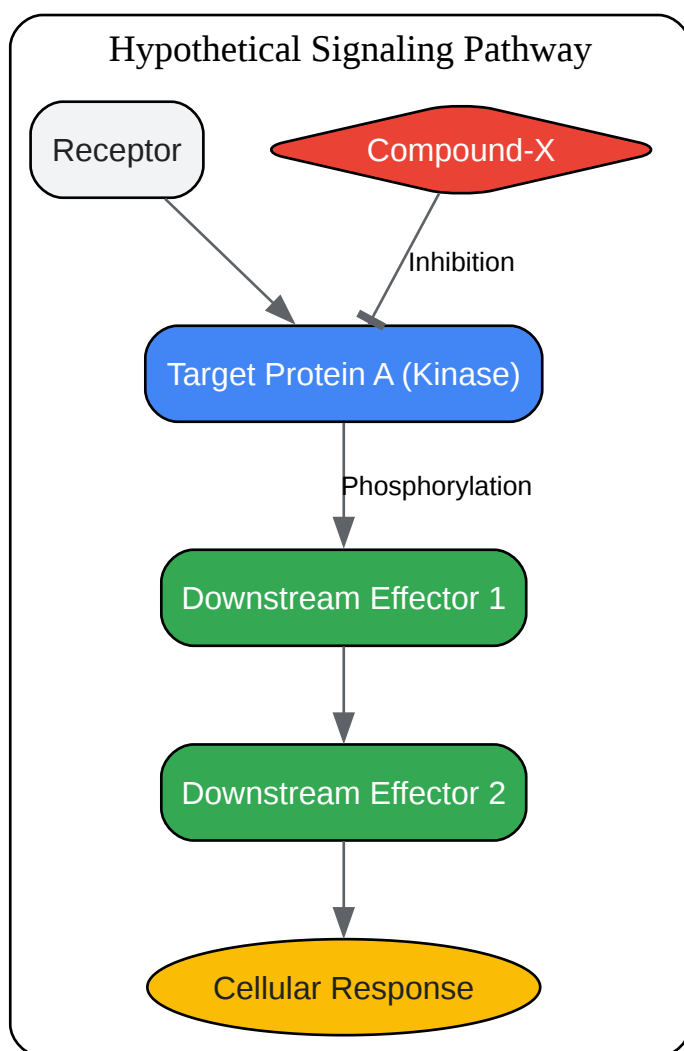 Hypothetical Signaling Pathway
Receptor
Compound-X
Inhibition
Target Protein A (Kinase)
Phosphorylation
Downstream Effector 1
Downstream Effector 2
Cellular Response